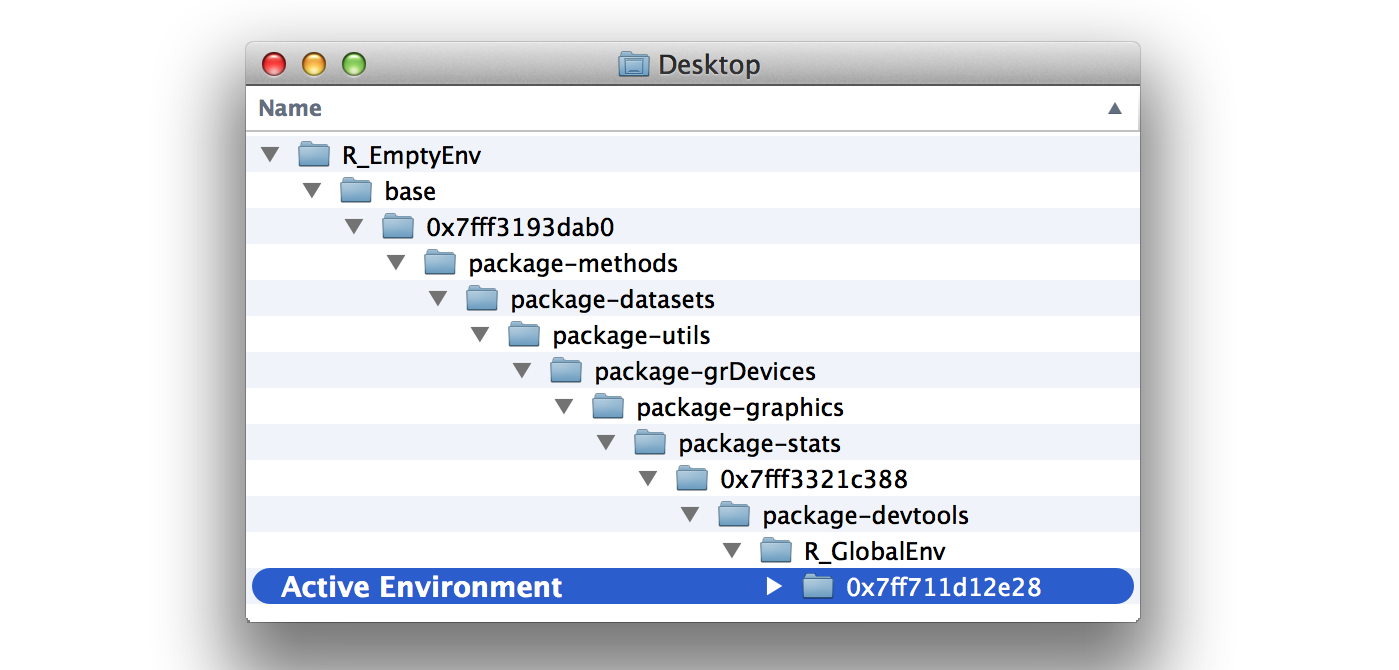 Desktop
Name
R_EmptyEnv
base
0x7fff3193dab0
package-methods
package-datasets
package-utils
package-grDevices
package-graphics
package-stats
0x7fff3321c388
package-devtools
R_GlobalEnv
Active Environment 0x7ff711d12e28